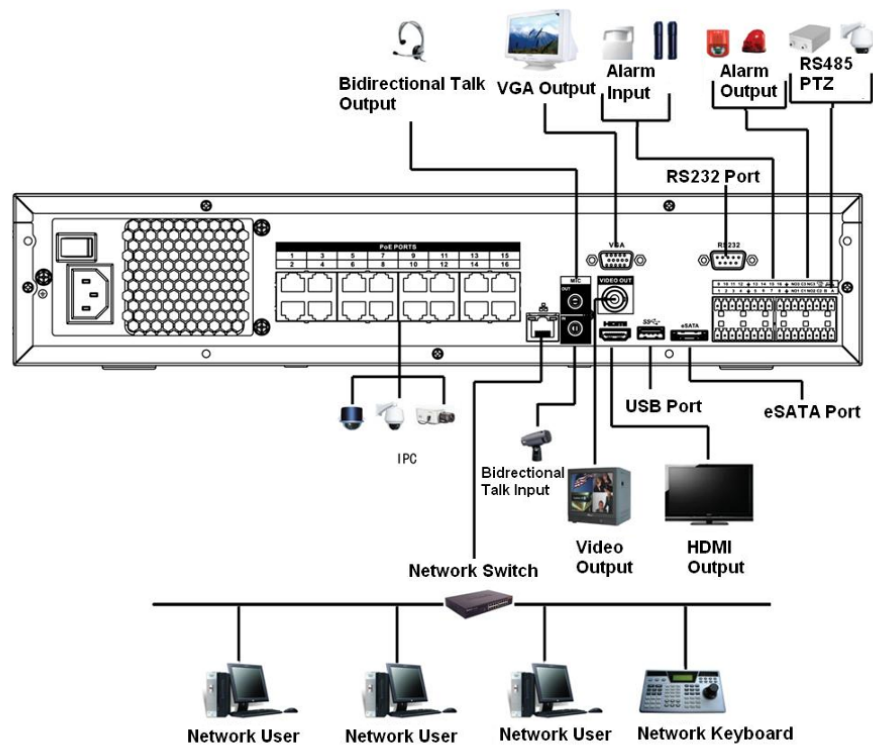 Bidirectional Talk
Output
VGA Output
Alarm
Input
Alarm
Output
RS485
PTZ
RS232 Port
PoE PORTS
1 3 5 7 9 11 13 15
2 4 6 8 10 12 14 16
VGA
RS232
MIC
OUT
IN
VIDEO OUT
HDMI
SS
eSATA
USB Port
eSATA Port
IPC
Bidrectional
Talk Input
Video
Output
HDMI
Output
Network Switch
Network User
Network User
Network User
Network Keyboard